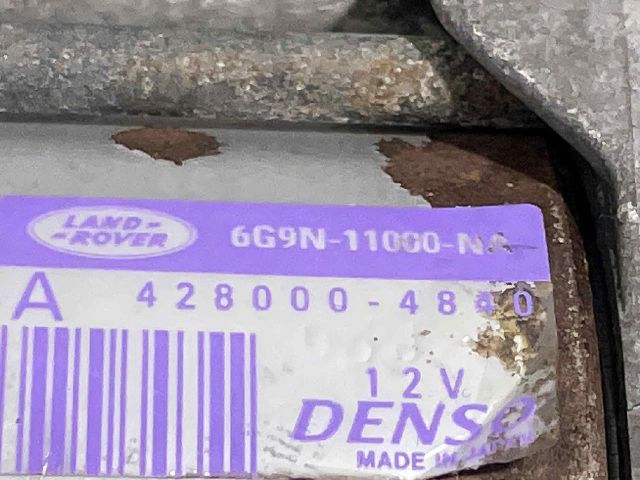 LAND-
-ROVER
6G9N-11000-NA
A 428000-4840
12V
DENSO
MADE IN JAPAN